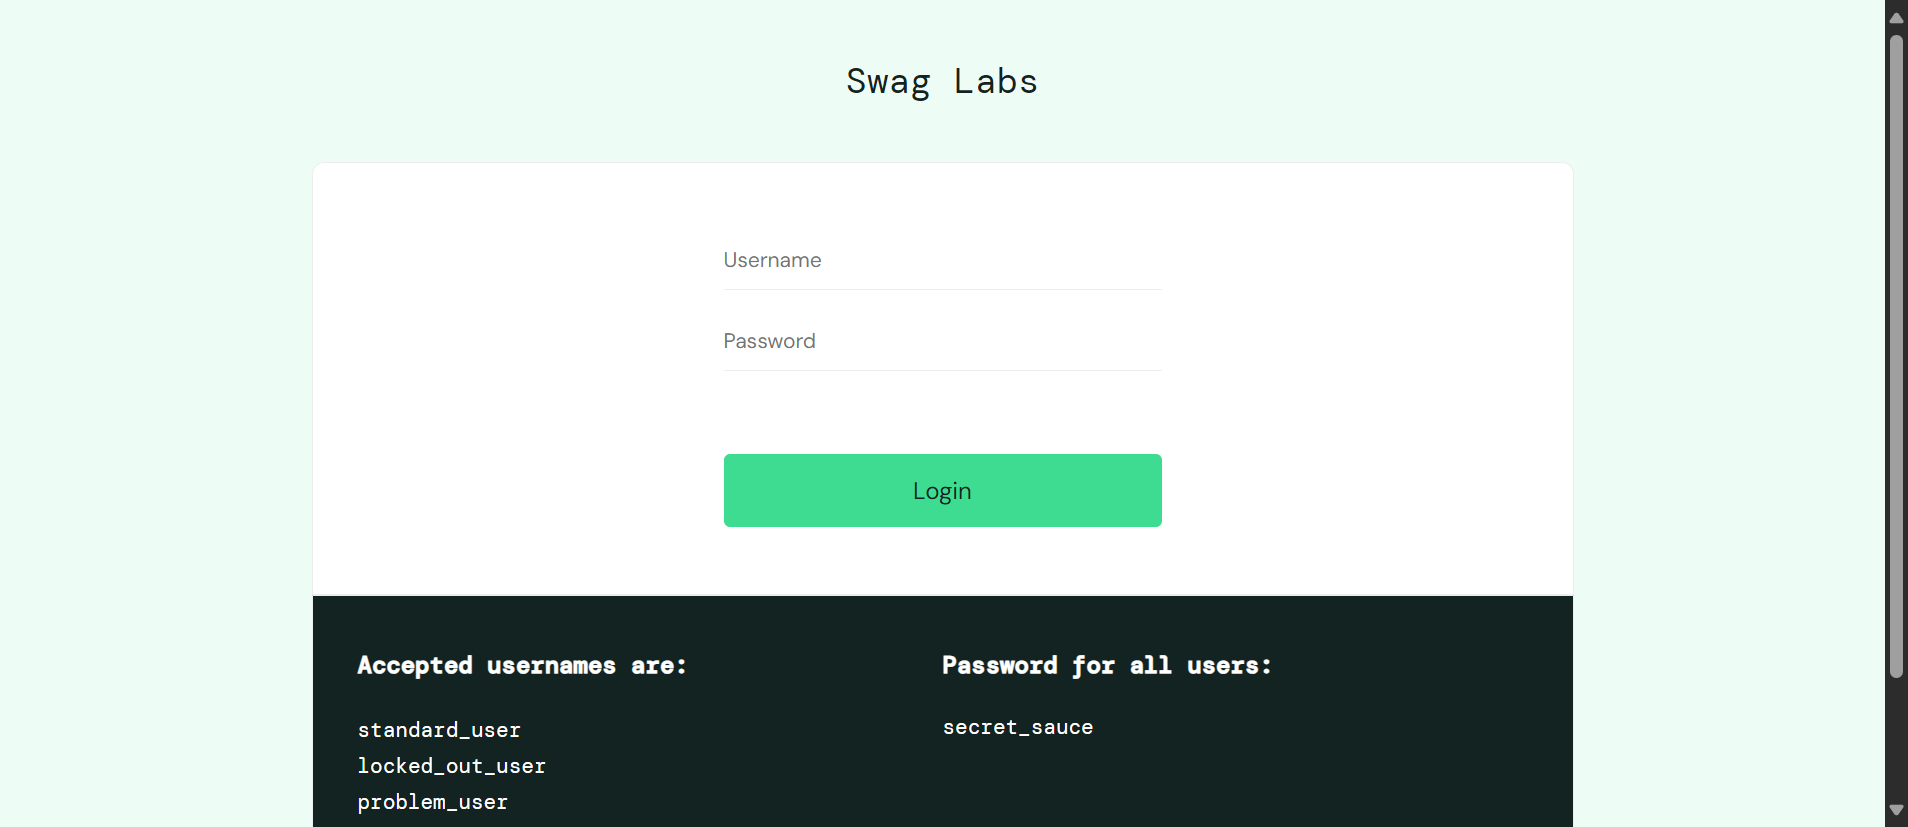 Swag Labs
Username
Password
Login
Accepted usernames are:
standard_user
locked_out_user
problem_user
Password for all users:
secret_sauce